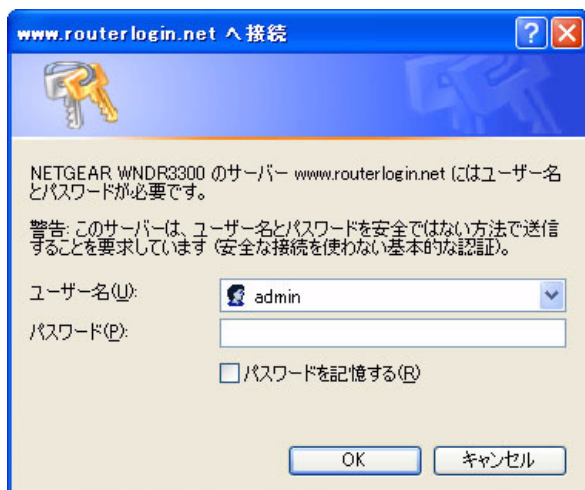 www.routerlogin.net へ接続
NETGEAR WNDR3300 のサーバー www.routerlogin.net にはユーザー名
とパスワードが必要です。
警告: このサーバーは、ユーザー名とパスワードを安全ではない方法で送信
することを要求しています (安全な接続を使わない基本的な認証)。
ユーザー名(U):
admin
パスワード(P):
パスワードを記憶する(R)
OK
キャンセル